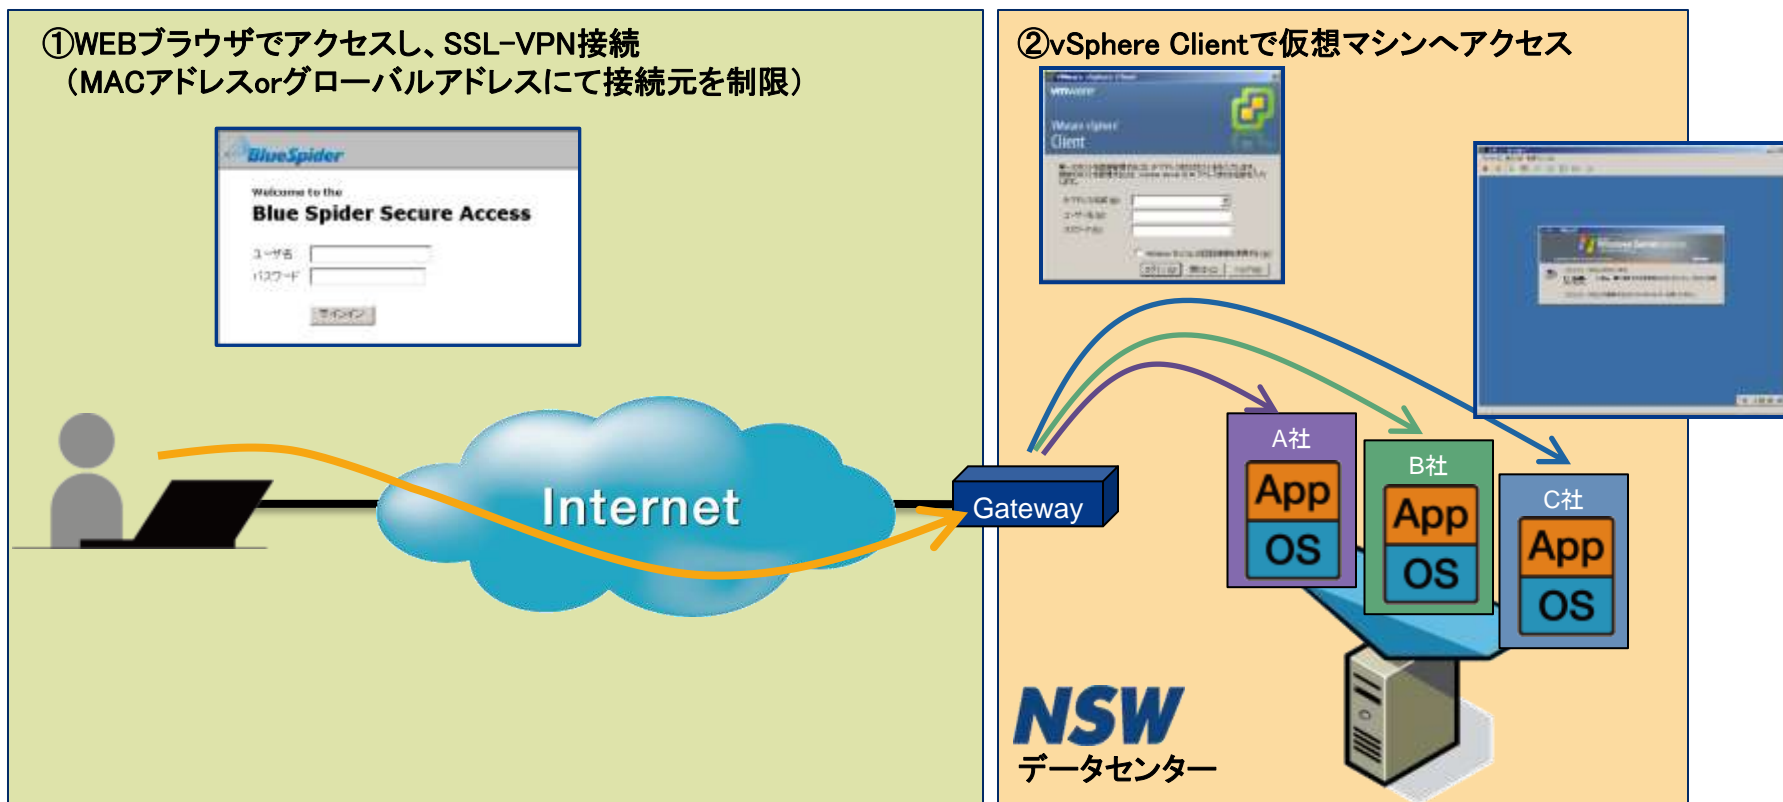 ①WEBブラウザでアクセスし、SSL-VPN接続
（MACアドレスorグローバルアドレスにて接続元を制限）
BlueSpider
Welcome to the
Blue Spider Secure Access
ユーザ名
パスワード
サインイン
Internet
Gateway
②vSphere Clientで仮想マシンへアクセス
vmware
VMware vSphere
Client
A社
App
OS
B社
App
OS
C社
App
OS
NSW
データセンター